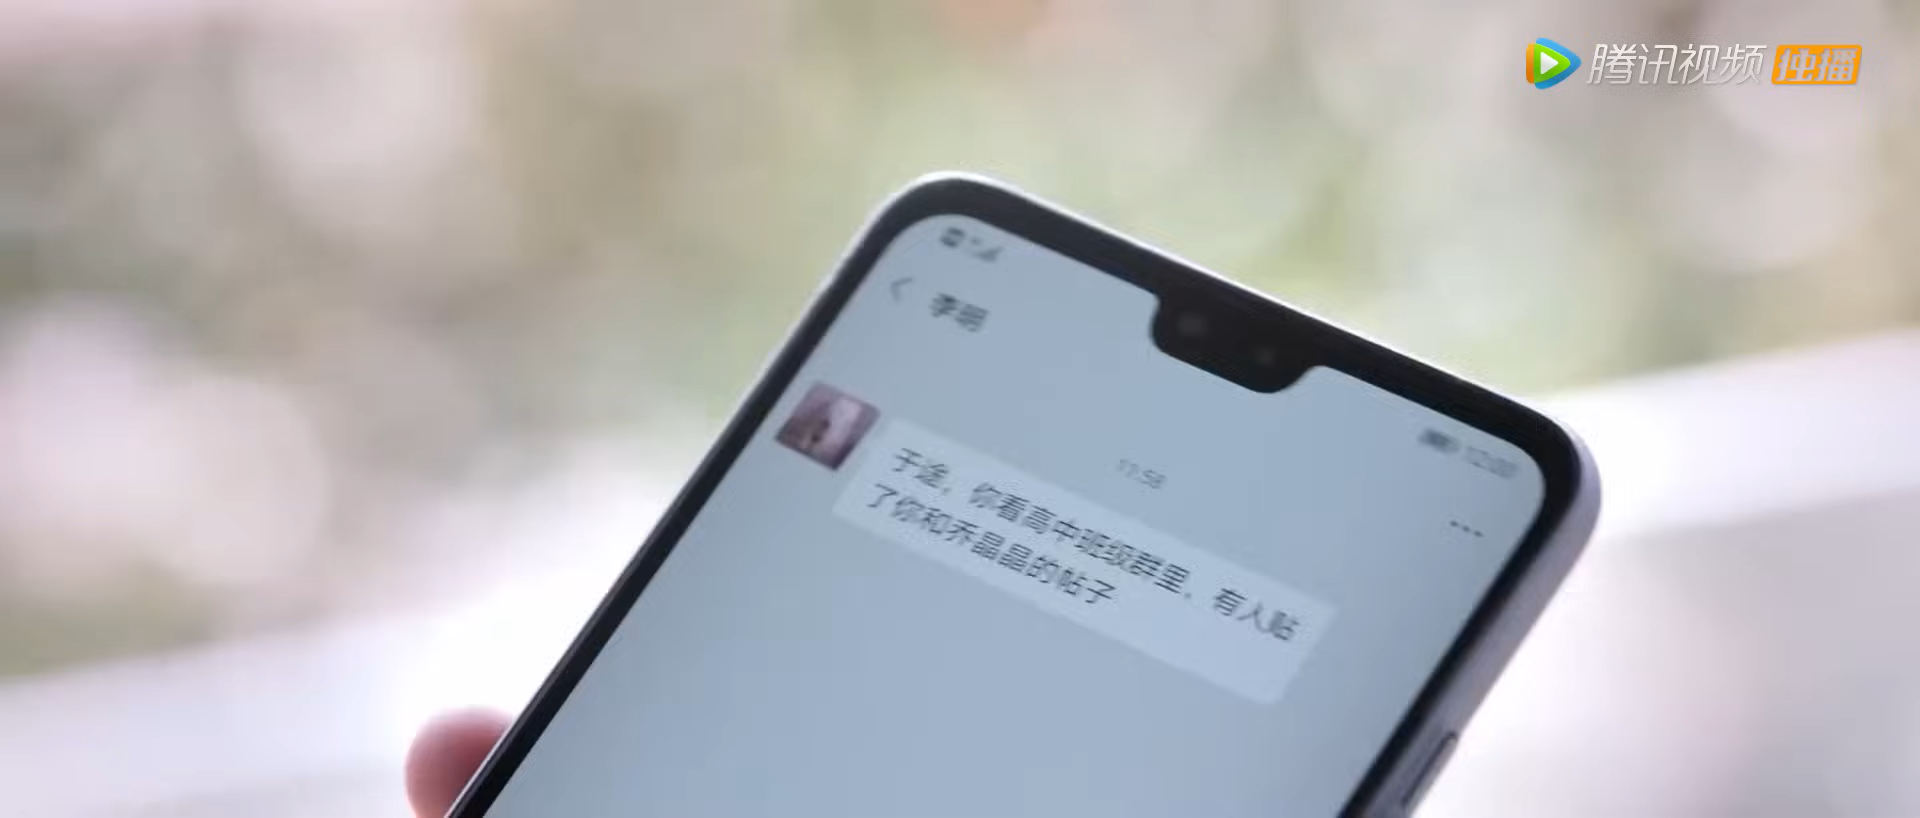 腾讯视频 独播
李明
11:58
于途，你看高中班级群里，有人贴
了你和乔晶晶的帖子